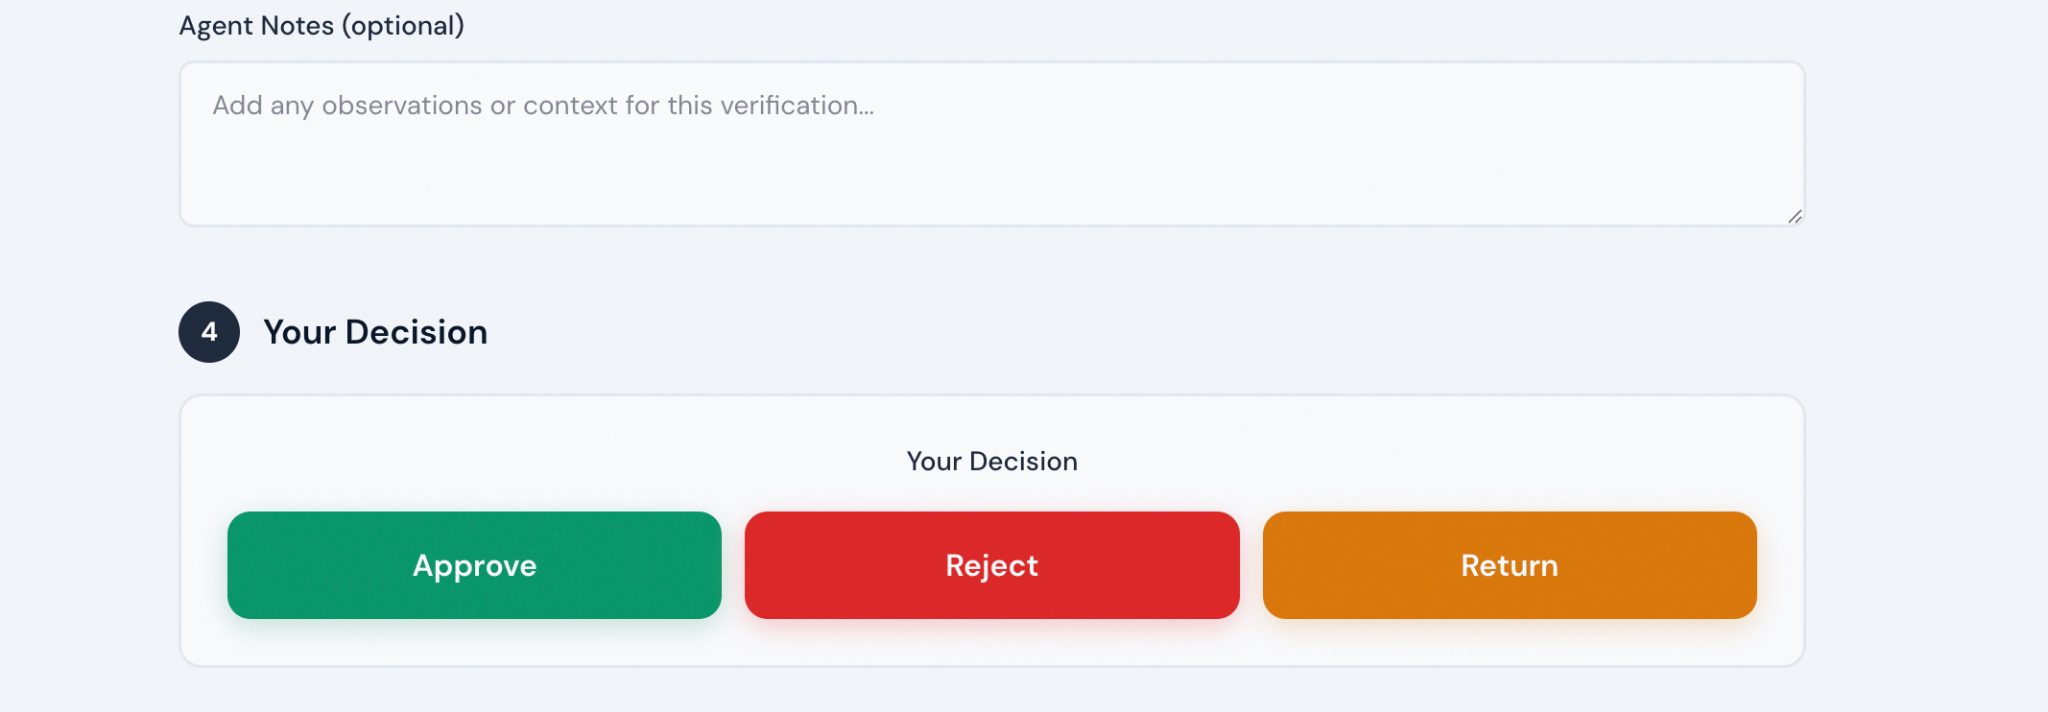 Agent Notes (optional)
Add any observations or context for this verification...
4
Your Decision
Your Decision
Approve
Reject
Return